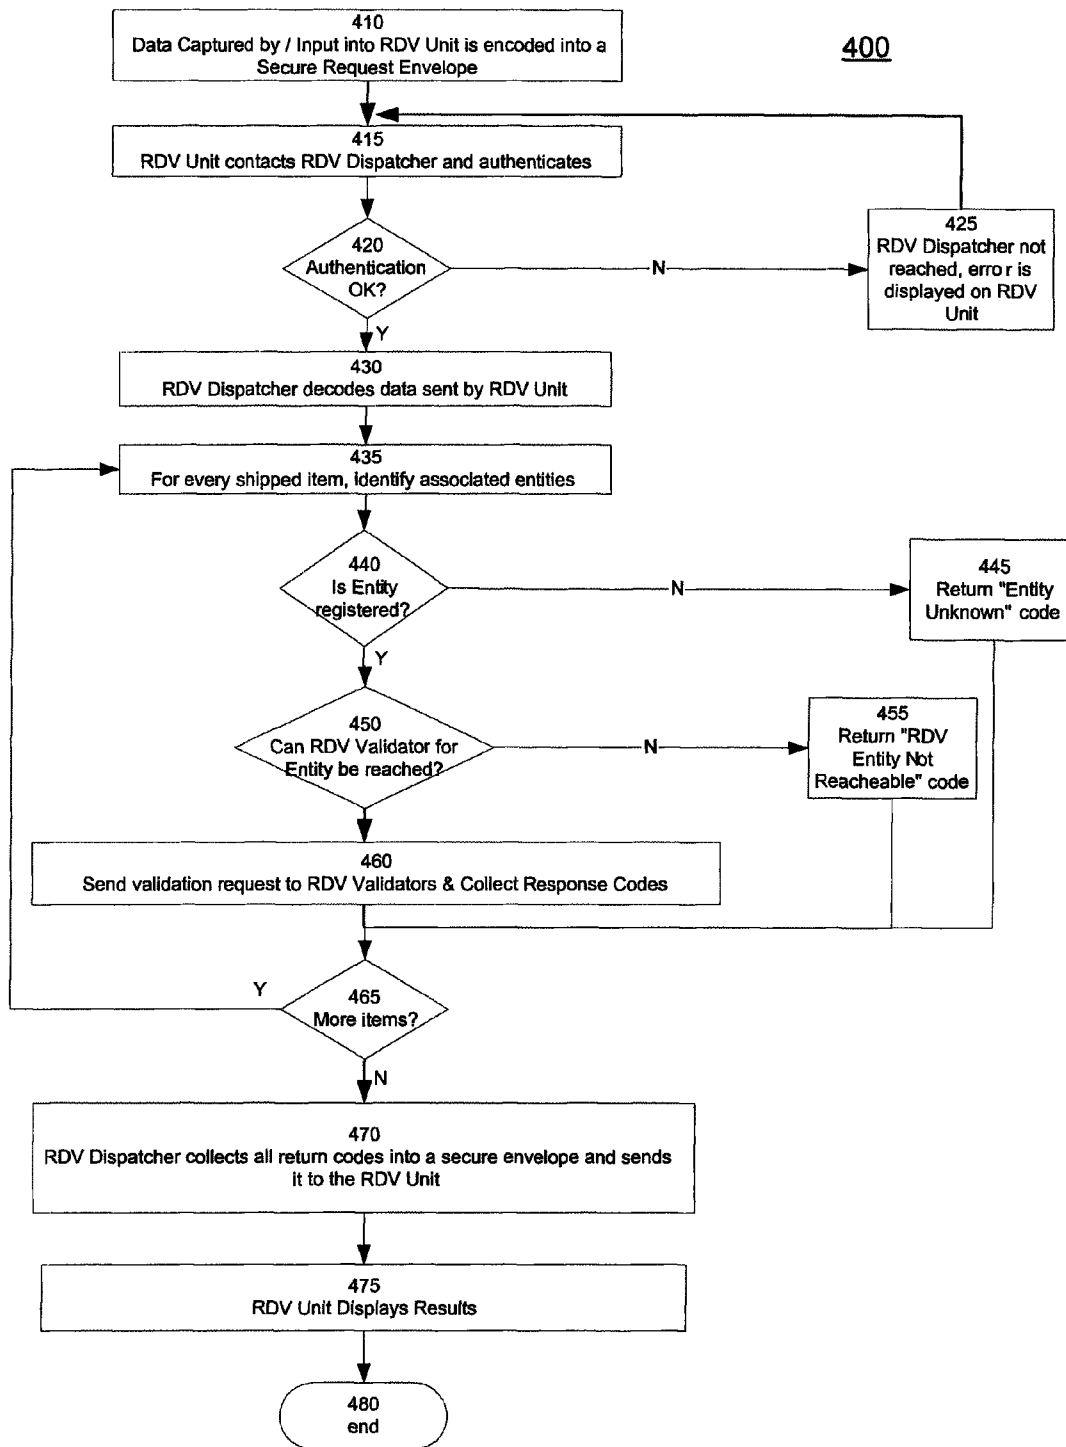 410
Data Captured by / Input into RDV Unit is encoded into a
Secure Request Envelope
400
415
RDV Unit contacts RDV Dispatcher and authenticates
420
Authentication
OK?
N
425
RDV Dispatcher not
reached, error is
displayed on RDV
Unit
Y
430
RDV Dispatcher decodes data sent by RDV Unit
435
For every shipped item, identify associated entities
440
Is Entity
registered?
N
445
Return "Entity
Unknown" code
Y
450
Can RDV Validator for
Entity be reached?
N
455
Return "RDV
Entity Not
Reacheable" code
460
Send validation request to RDV Validators & Collect Response Codes
Y
465
More items?
N
470
RDV Dispatcher collects all return codes into a secure envelope and sends
it to the RDV Unit
475
RDV Unit Displays Results
480
end